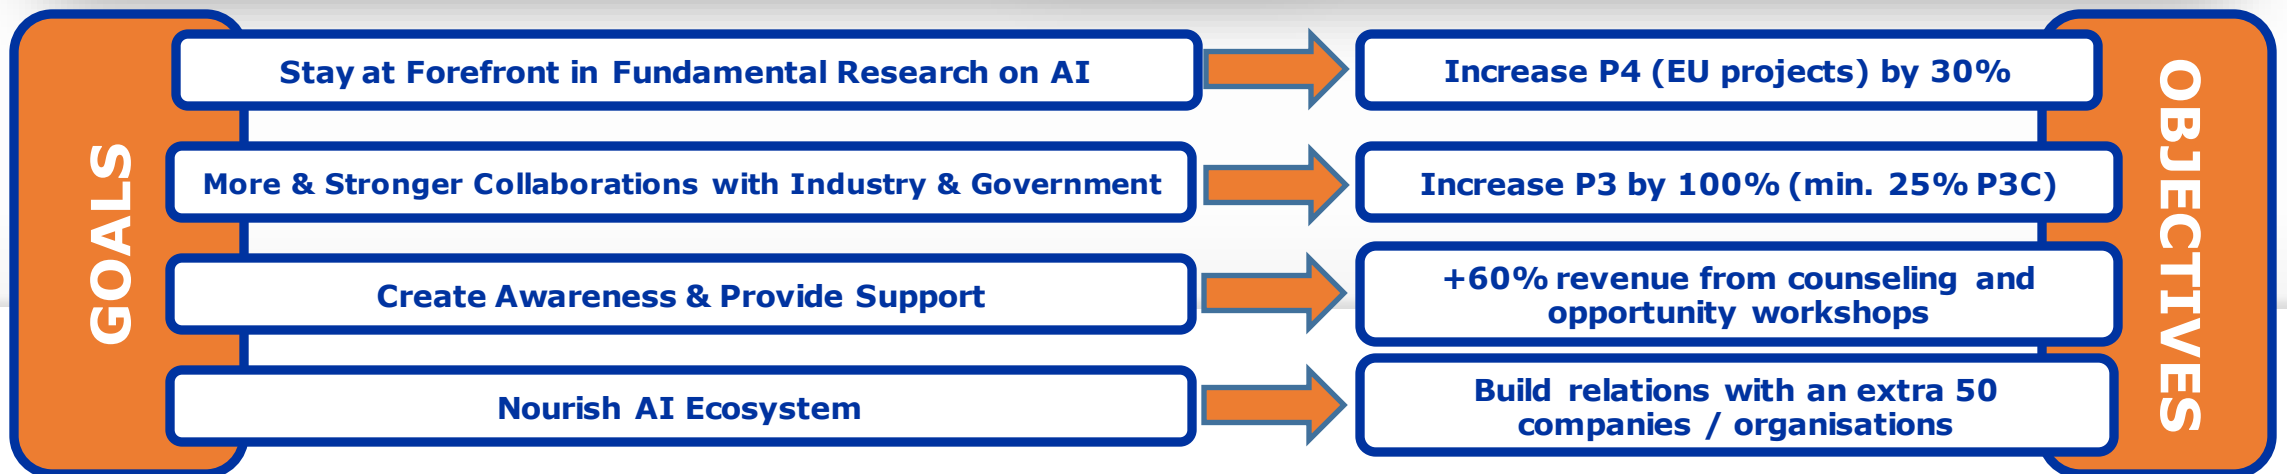 GOALS
Stay at Forefront in Fundamental Research on AI
Increase P4 (EU projects) by 30%
More & Stronger Collaborations with Industry & Government
Increase P3 by 100% (min. 25% P3C)
Create Awareness & Provide Support
+60% revenue from counseling and
opportunity workshops
Nourish AI Ecosystem
Build relations with an extra 50
companies / organisations
OBJECTIVES